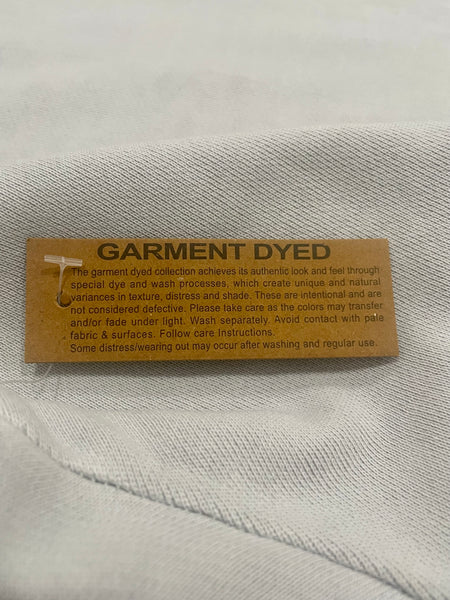 GARMENT DYED
The garment dyed collection achieves its authentic look and feel through
special dye and wash processes, which create unique and natural
variances in texture, distress and shade. These are intentional and are
not considered defective. Please take care as the colors may transfer
and/or fade under light. Wash separately. Avoid contact with pale
fabric & surfaces. Follow care Instructions.
Some distress/wearing out may occur after washing and regular use.